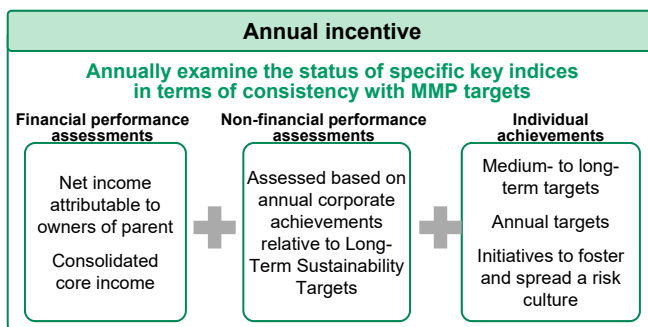 Annual incentive
Annually examine the status of specific key indices
in terms of consistency with MMP targets
Financial performance
assessments
Net income
attributable to
owners of parent
Consolidated
core income
Non-financial performance
assessments
Assessed based on
annual corporate
achievements
relative to Long-
Term Sustainability
Targets
Individual
achievements
Medium- to long-
term targets
Annual targets
Initiatives to foster
and spread a risk
culture